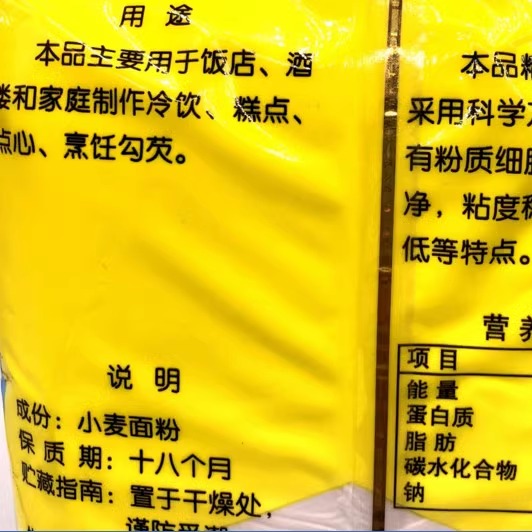 用途
本品主要用于饭店、酒
楼和家庭制作冷饮、糕点、
点心、烹饪勾芡。
说明
成份：小麦面粉
保质期：十八个月
贮藏指南：置于干燥处，
谨防受潮
本品
采用科学
有粉质细
净，粘度
低等特点。
营养
项目
能量
蛋白质
脂肪
碳水化合物
钠